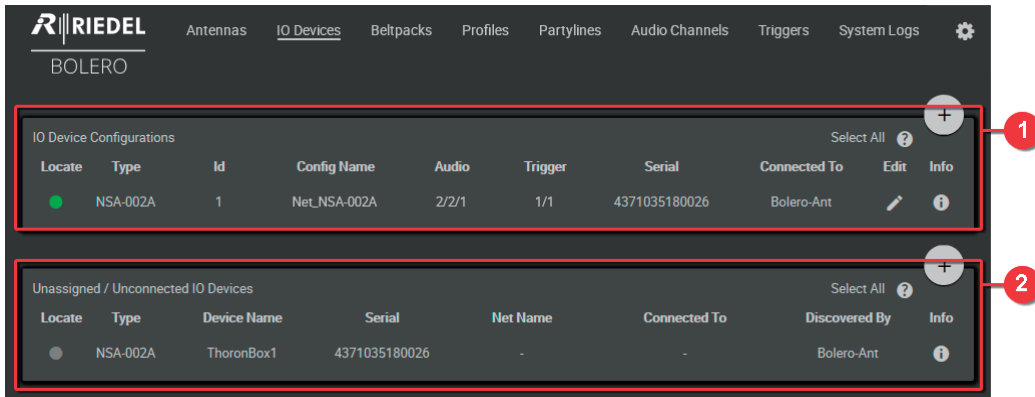 RIEDEL Antennas IO Devices Beltpacks Profiles Partylines Audio Channels Triggers System Logs
BOLERO
+
IO Device Configurations Select All ?
1
Locate Type Id Config Name Audio Trigger Serial Connected To Edit Info
NSA-002A 1 Net_NSA-002A 2/2/1 1/1 4371035180026 Bolero-Ant i
+
Unassigned / Unconnected IO Devices Select All ?
2
Locate Type Device Name Serial Net Name Connected To Discovered By Info
NSA-002A ThoronBox1 4371035180026 - - Bolero-Ant i